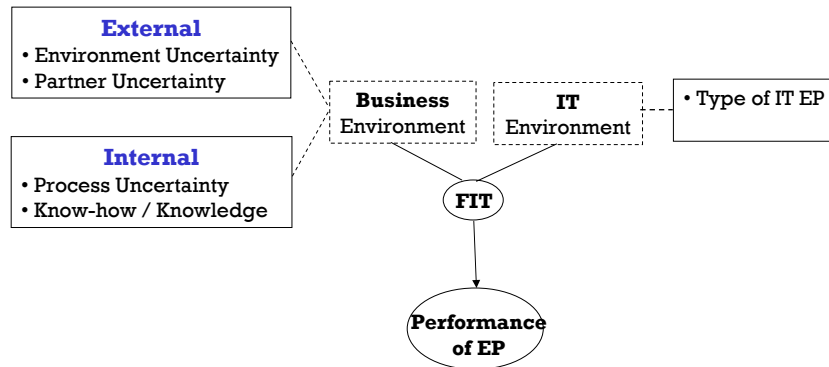 External
• Environment Uncertainty
• Partner Uncertainty
Business
Environment
IT
Environment
• Type of IT EP
Internal
• Process Uncertainty
• Know-how / Knowledge
FIT
Performance
of EP